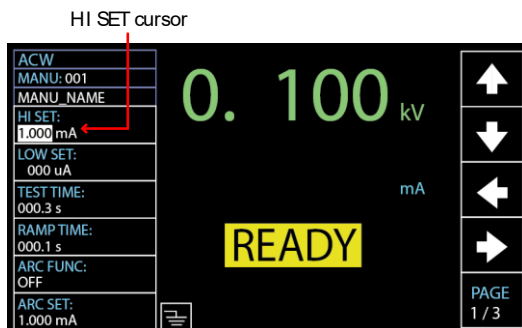 HI SET cursor
ACW
MANU: 001
MANU_NAME
HI SET:
1.000 mA
LOW SET:
000 uA
TEST TIME:
000.3 s
RAMP TIME:
000.1 s
ARC FUNC:
OFF
ARC SET:
1.000 mA
0. 100 kV
mA
READY
PAGE
1 / 3